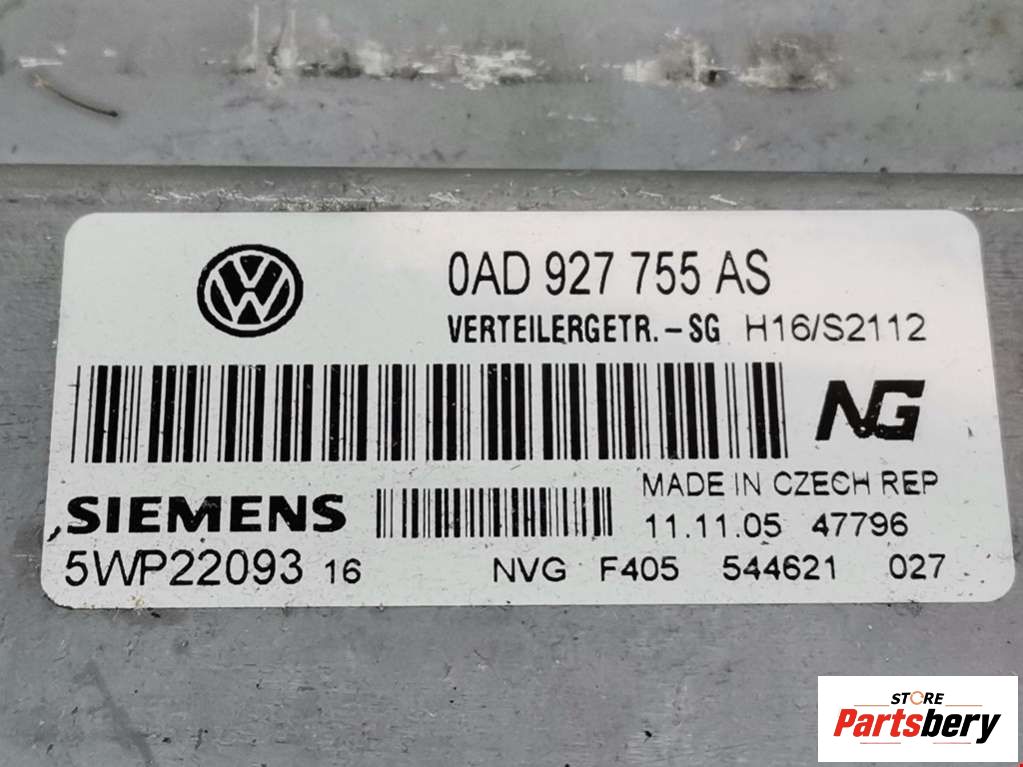 VW
0AD 927 755 AS
VERTEILERGETR.-SG H16/S2112
NG
SIEMENS
MADE IN CZECH REP
11.11.05 47796
5WP22093 16
NVG F405 544621 027
STORE
Partsbery